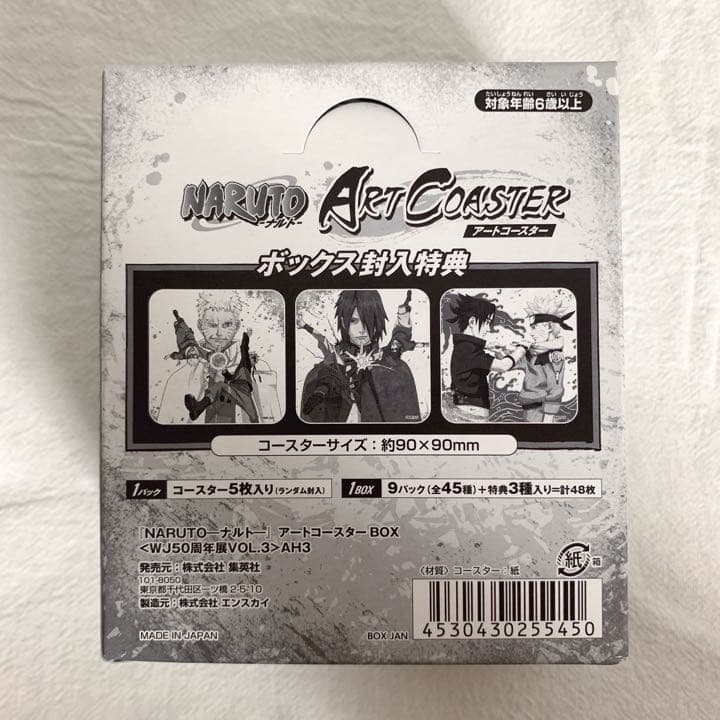 たいしょうねんれい さい いじょう
対象年齢6歳以上
NARUTO ART COASTER
-ナルト- アートコースター
ボックス封入特典
コースターサイズ:約90×90mm
1パック コースター5枚入り(ランダム封入) 1BOX 9パック(全45種)+特典3種入り=計48枚
「NARUTO―ナルト―」アートコースターBOX
<WJ50周年展VOL.3>AH3
発売元:株式会社 集英社
101-8050
東京都千代田区一ツ橋 2-5-10
製造元:株式会社 エンスカイ
MADE IN JAPAN
〈材質〉コースター:紙
紙 箱
BOX JAN
4530430255450